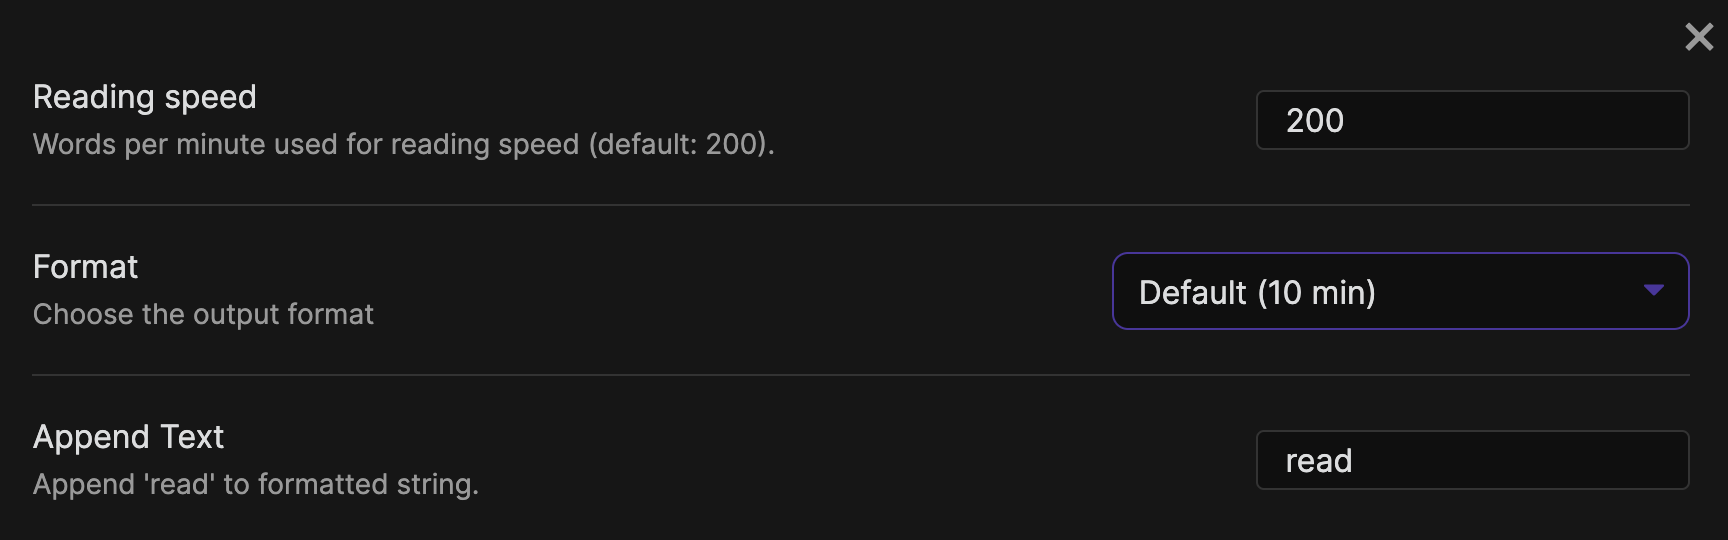 Reading speed
Words per minute used for reading speed (default: 200).
200
Format
Choose the output format
Default (10 min)
Append Text
Append 'read' to formatted string.
read